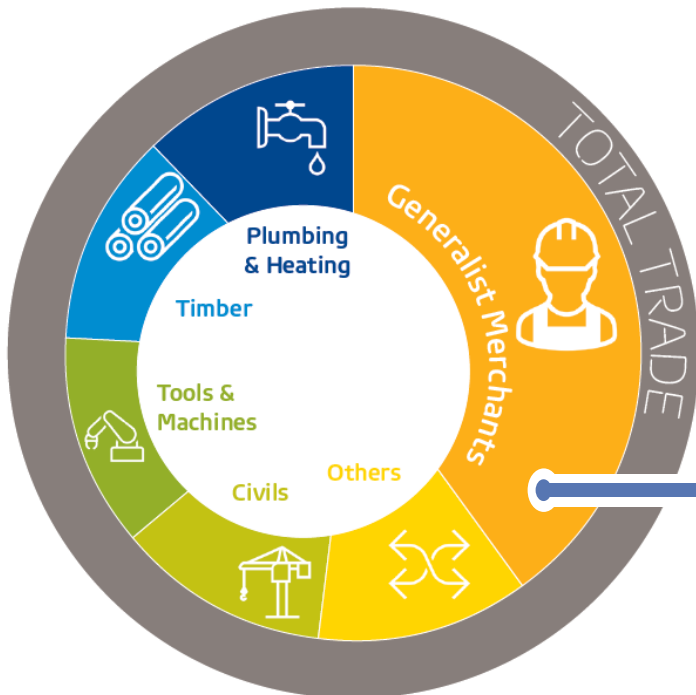 TOTAL TRADE
Generalist Merchants
Plumbing
& Heating
Timber
Tools &
Machines
Civils
Others